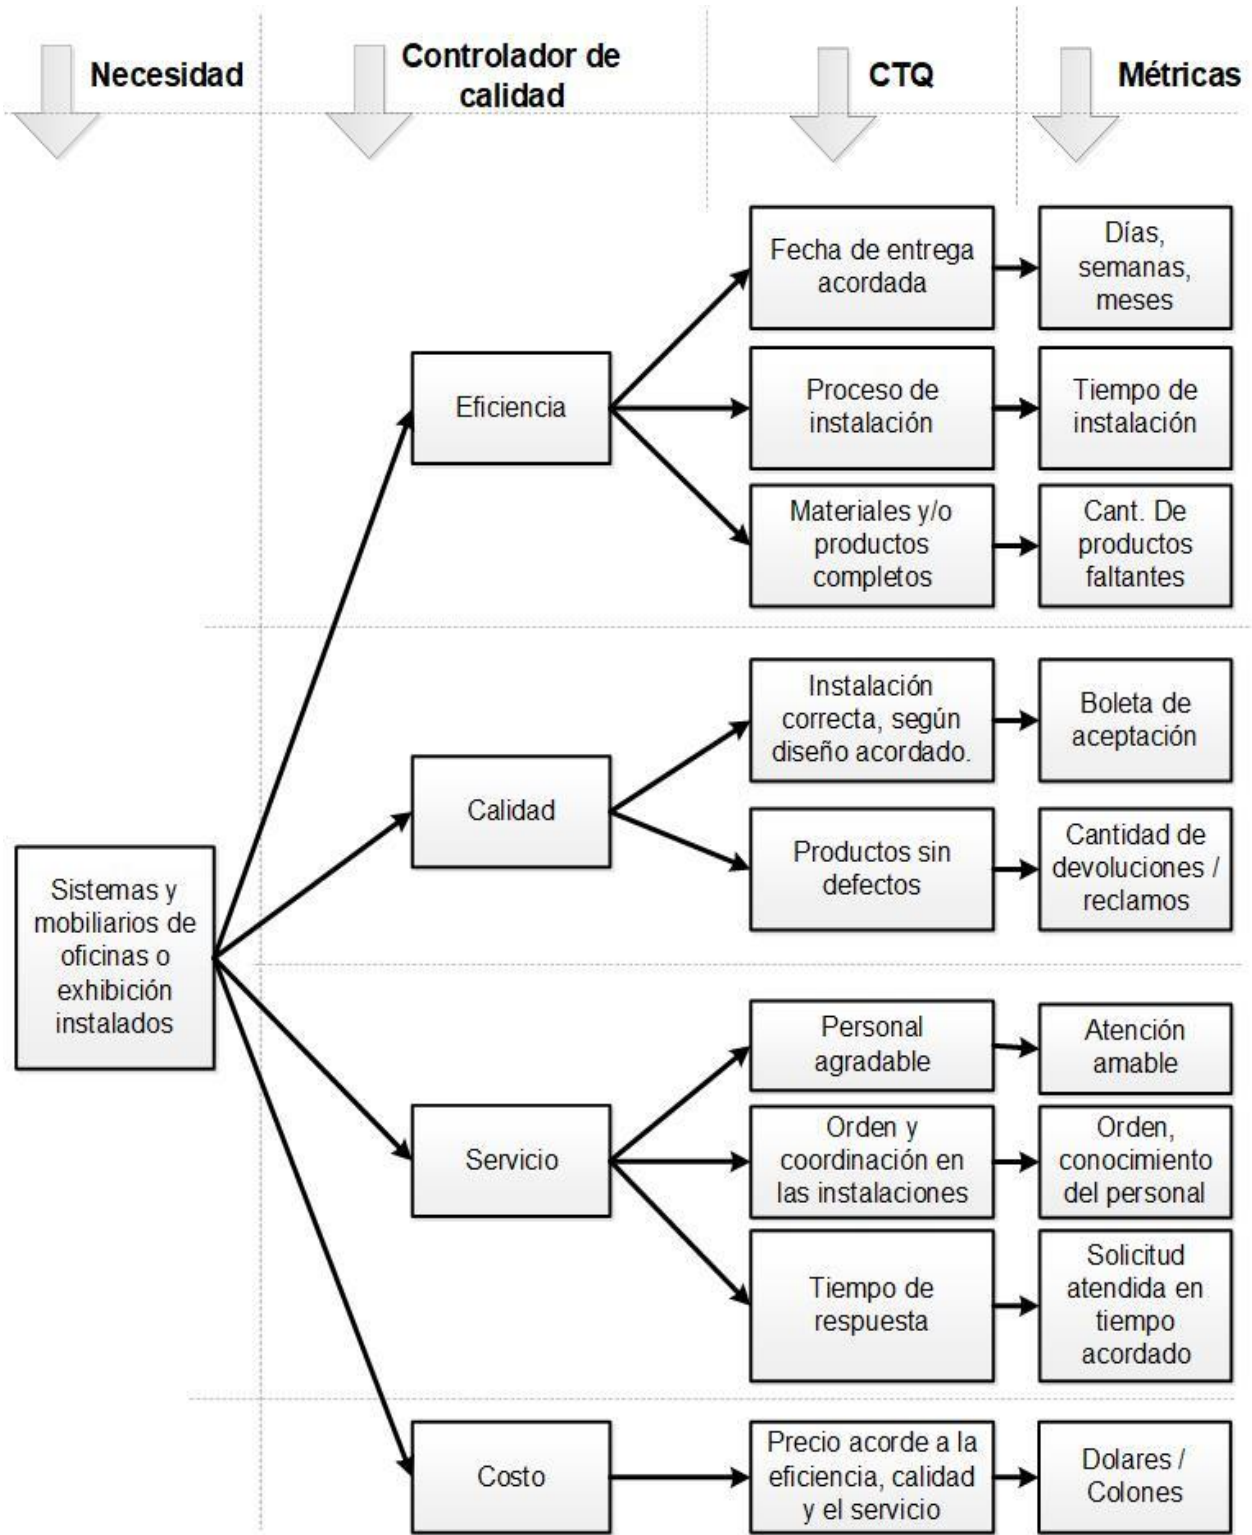 Necesidad
Controlador de
calidad
CTQ
Métricas
Fecha de entrega
acordada
Días,
semanas,
meses
Eficiencia
Proceso de
instalación
Tiempo de
instalación
Materiales y/o
productos
completos
Cant. De
productos
faltantes
Instalación
correcta, según
diseño acordado.
Boleta de
aceptación
Calidad
Productos sin
defectos
Cantidad de
devoluciones /
reclamos
Sistemas y
mobiliarios de
oficinas o
exhibición
instalados
Personal
agradable
Atención
amable
Servicio
Orden y
coordinación en
las instalaciones
Orden,
conocimiento
del personal
Tiempo de
respuesta
Solicitud
atendida en
tiempo
acordado
Costo
Precio acorde a la
eficiencia, calidad
y el servicio
Dolares /
Colones